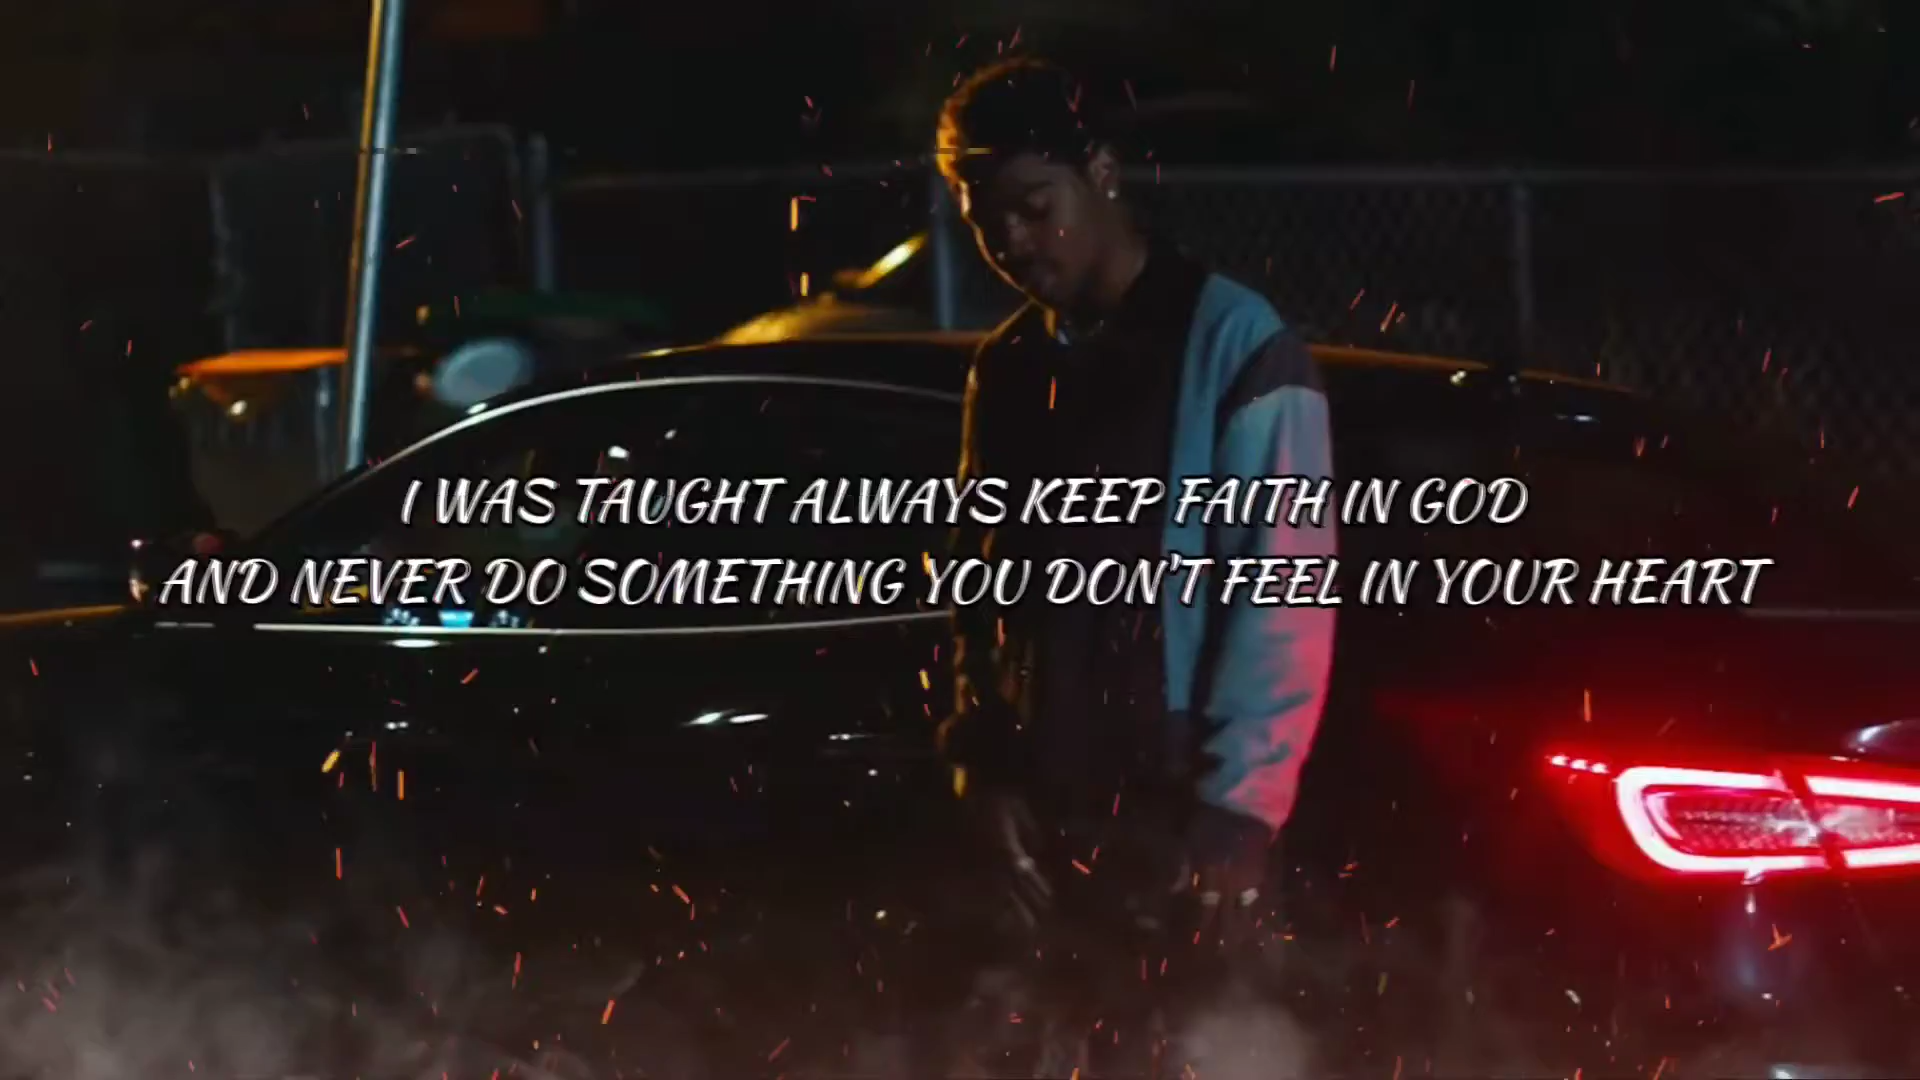 I WAS TAUGHT ALWAYS KEEP FAITH IN GOD
AND NEVER DO SOMETHING YOU DON'T FEEL IN YOUR HEART